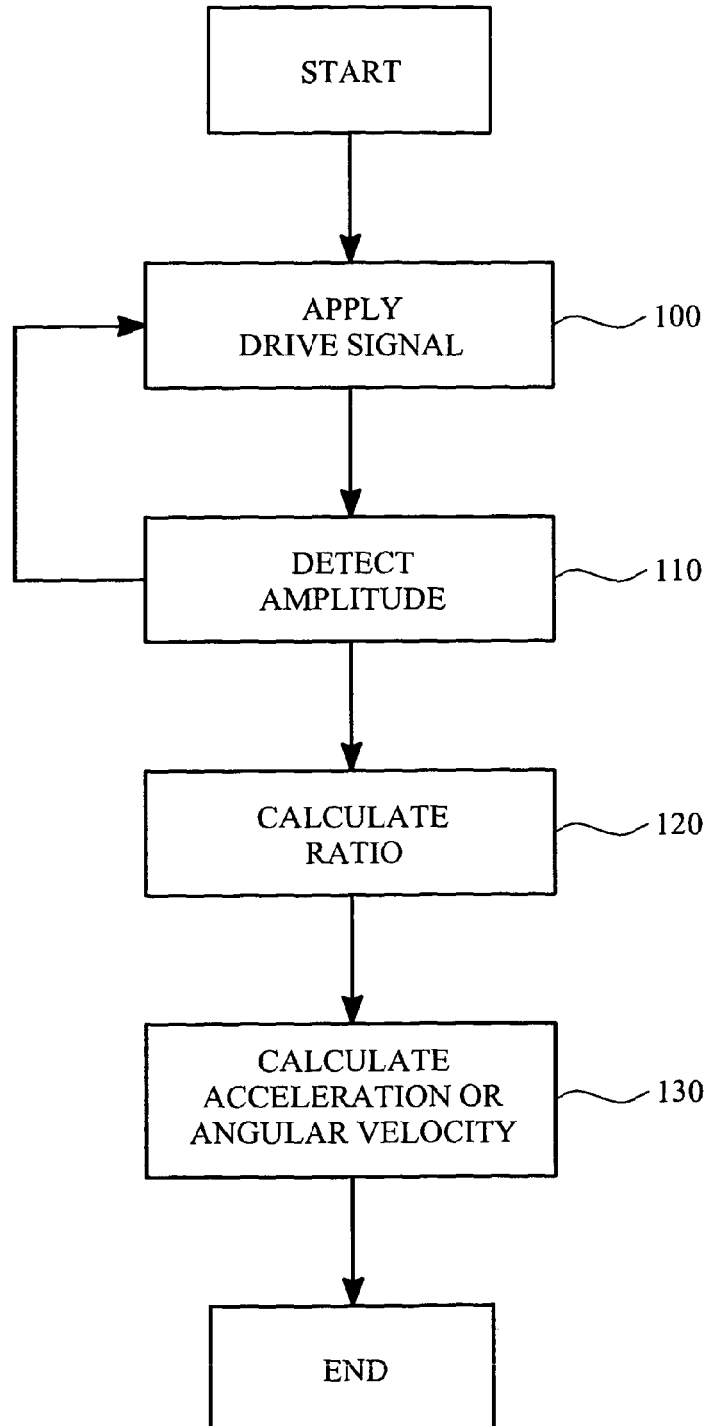 START
APPLY
DRIVE SIGNAL
100
DETECT
AMPLITUDE
110
CALCULATE
RATIO
120
CALCULATE
ACCELERATION OR
ANGULAR VELOCITY
130
END